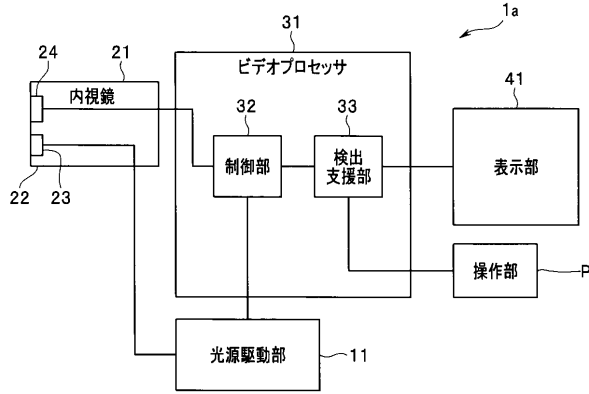 1a
31
ビデオプロセッサ
24
21
内視鏡
32
33
41
制御部
検出
支援部
表示部
22
23
操作部
P
光源駆動部
11